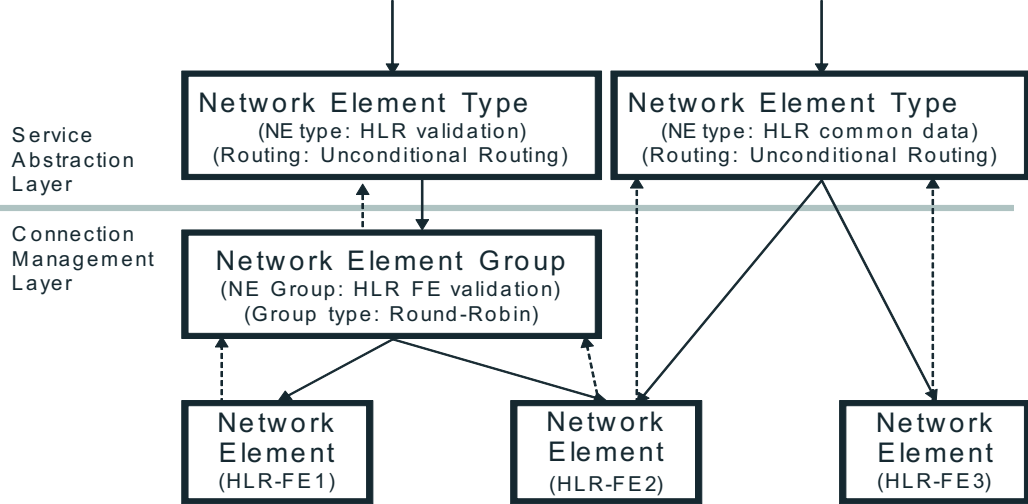 Network Element Type
(NE type: HLR validation)
(Routing: Unconditional Routing)
Network Element Type
(NE type: HLR common data)
(Routing: Unconditional Routing)
Service
Abstraction
Layer
Connection
Management
Layer
Network Element Group
(NE Group: HLR FE validation)
(Group type: Round-Robin)
Network
Element
(HLR-FE1)
Network
Element
(HLR-FE2)
Network
Element
(HLR-FE3)